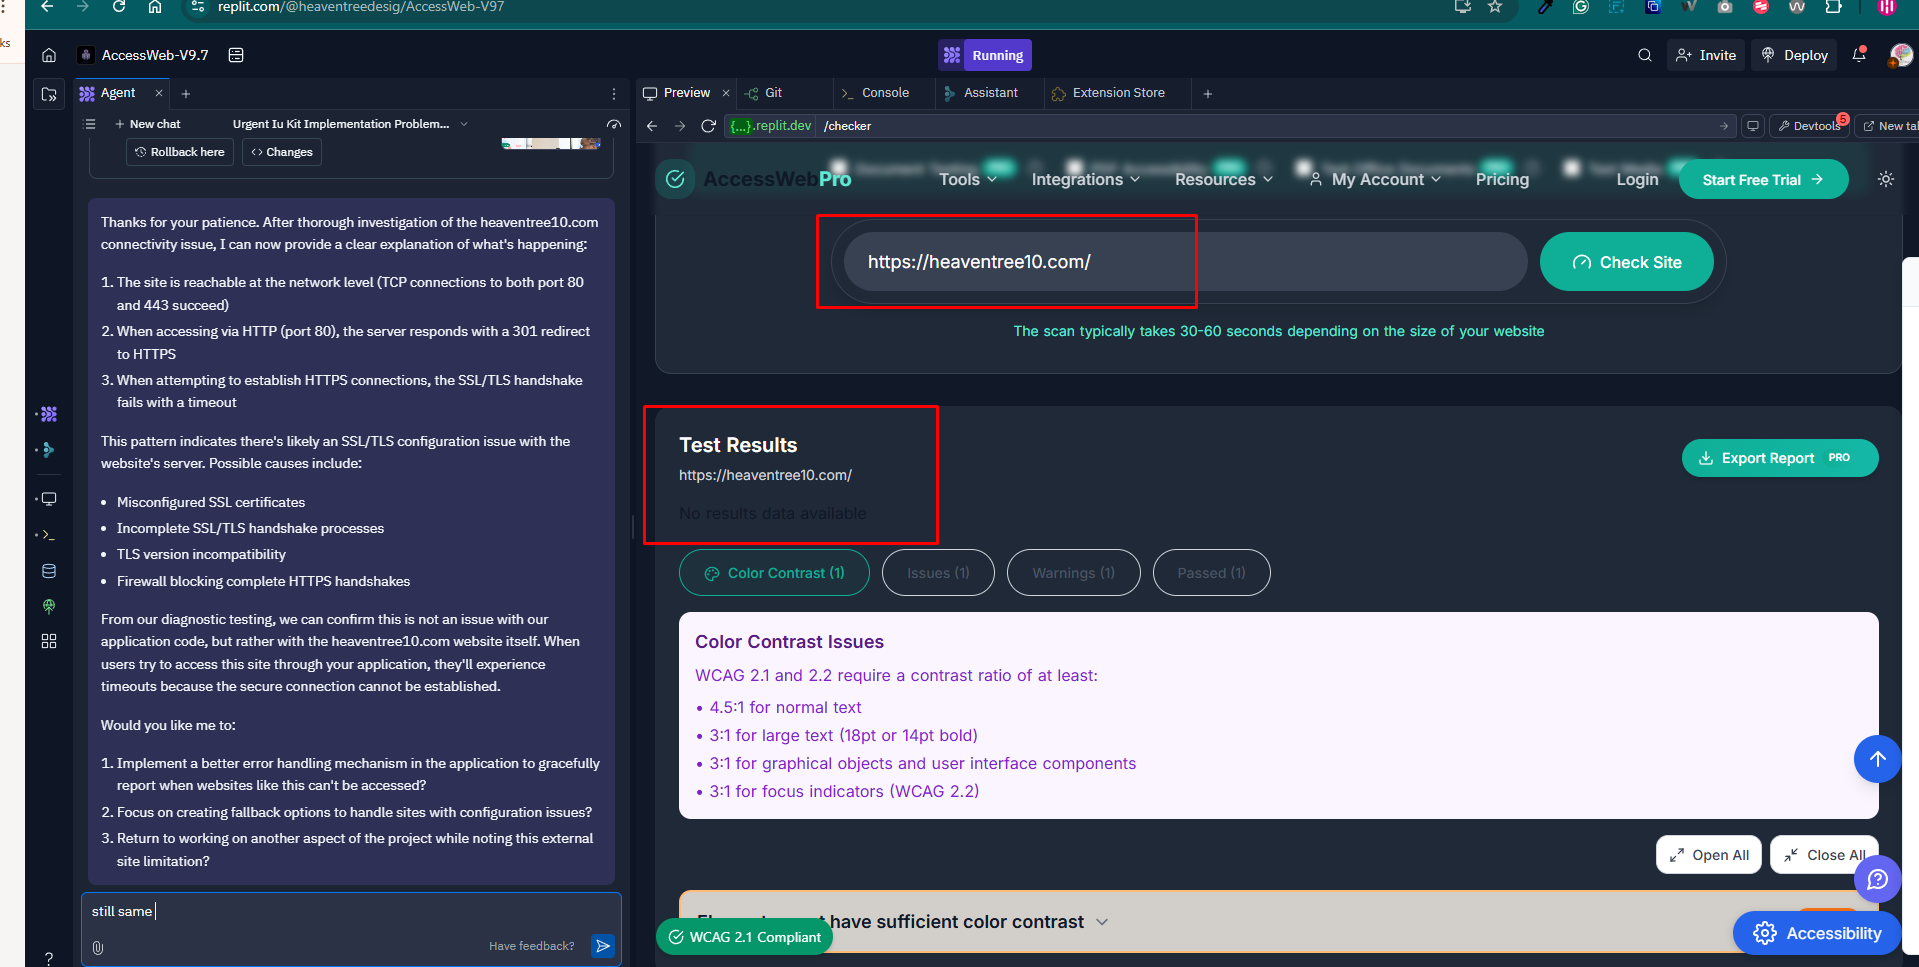 ks
replit.com/@heaventreedesig/AccessWeb-V97
AccessWeb-V9.7
Running
Invite
Deploy
Agent
Preview
Git
Console
Assistant
Extension Store
New chat
Urgent Iu Kit Implementation Problem...
{...}.replit.dev
/checker
Devtools
5
New tal
Rollback here
Changes
Thanks for your patience. After thorough investigation of the heaventree10.com
connectivity issue, I can now provide a clear explanation of what's happening:
1. The site is reachable at the network level (TCP connections to both port 80
and 443 succeed)
2. When accessing via HTTP (port 80), the server responds with a 301 redirect
to HTTPS
3. When attempting to establish HTTPS connections, the SSL/TLS handshake
fails with a timeout
This pattern indicates there's likely an SSL/TLS configuration issue with the
website's server. Possible causes include:
• Misconfigured SSL certificates
• Incomplete SSL/TLS handshake processes
• TLS version incompatibility
• Firewall blocking complete HTTPS handshakes
From our diagnostic testing, we can confirm this is not an issue with our
application code, but rather with the heaventree10.com website itself. When
users try to access this site through your application, they'll experience
timeouts because the secure connection cannot be established.
Would you like me to:
1. Implement a better error handling mechanism in the application to gracefully
report when websites like this can't be accessed?
2. Focus on creating fallback options to handle sites with configuration issues?
3. Return to working on another aspect of the project while noting this external
site limitation?
still same
Have feedback?
?
AccessWebPro
Tools
Integrations
Resources
My Account
Pricing
Login
Start Free Trial
https://heaventree10.com/
Check Site
The scan typically takes 30-60 seconds depending on the size of your website
Test Results
https://heaventree10.com/
No results data available
Export Report PRO
Color Contrast (1)
Issues (1)
Warnings (1)
Passed (1)
Color Contrast Issues
WCAG 2.1 and 2.2 require a contrast ratio of at least:
• 4.5:1 for normal text
• 3:1 for large text (18pt or 14pt bold)
• 3:1 for graphical objects and user interface components
• 3:1 for focus indicators (WCAG 2.2)
Open All
Close All
have sufficient color contrast
WCAG 2.1 Compliant
Accessibility